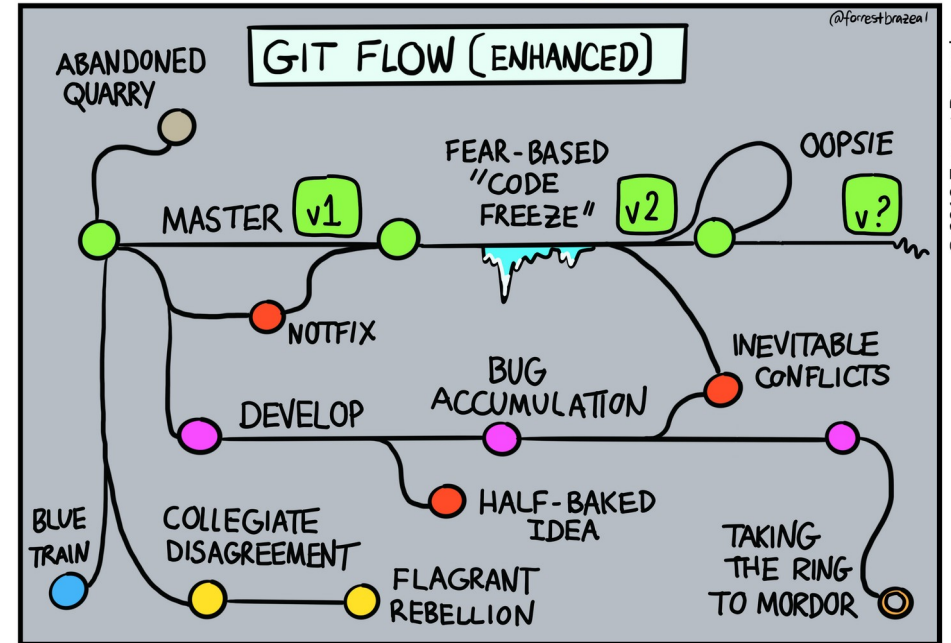 @forrestbrazeal
GIT FLOW (ENHANCED)
ABANDONED
QUARRY
FEAR-BASED
"CODE
FREEZE"
OOPSIE
MASTER
v1
v2
v?
NOTFIX
INEVITABLE
CONFLICTS
BUG
ACCUMULATION
DEVELOP
HALF-BAKED
IDEA
BLUE
TRAIN
COLLEGIATE
DISAGREEMENT
FLAGRANT
REBELLION
TAKING
THE RING
TO MORDOR